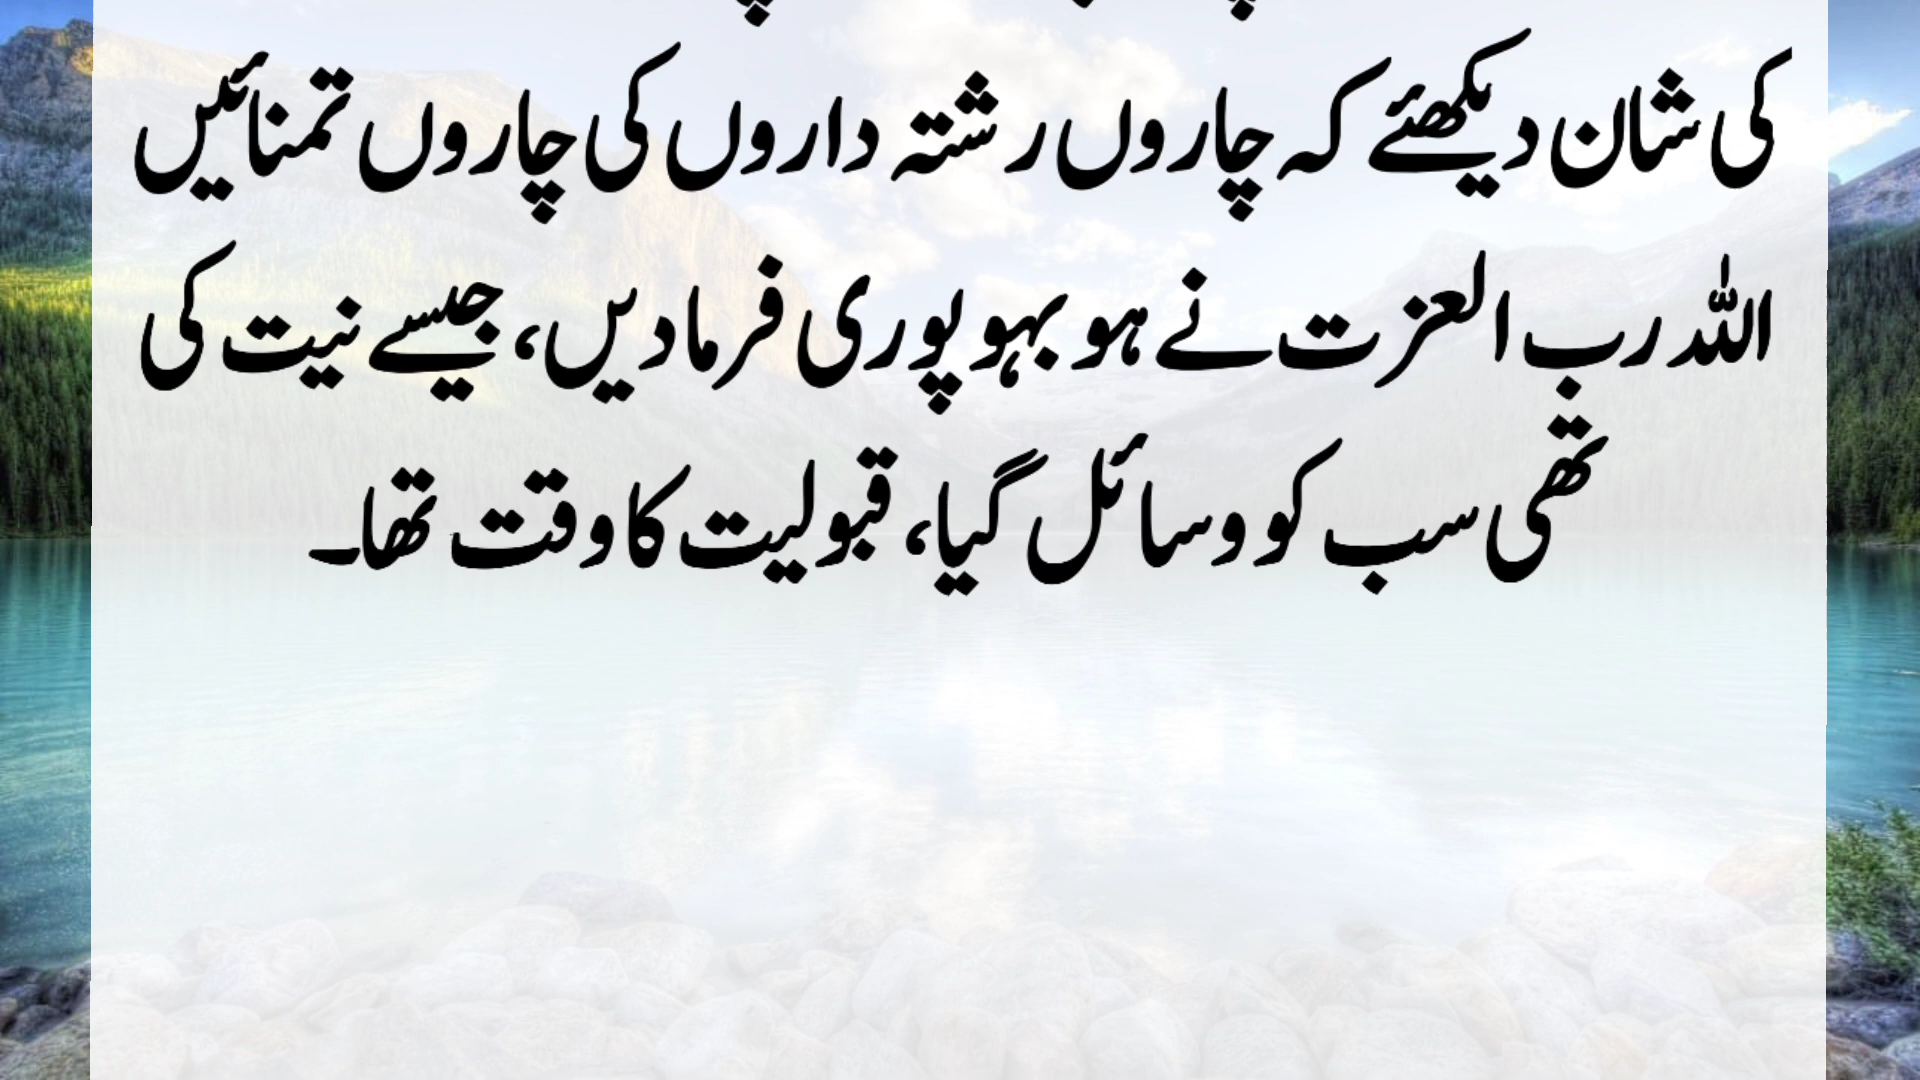 کی شان دیکھئے کہ چاروں رشتہ داروں کی چاروں تمنائیں
اللہ رب العزت نے ہو بہو پوری فرمادیں، جیسے نیت کی
تھی سب کو وسائل گیا، قبولیت کا وقت تھا۔